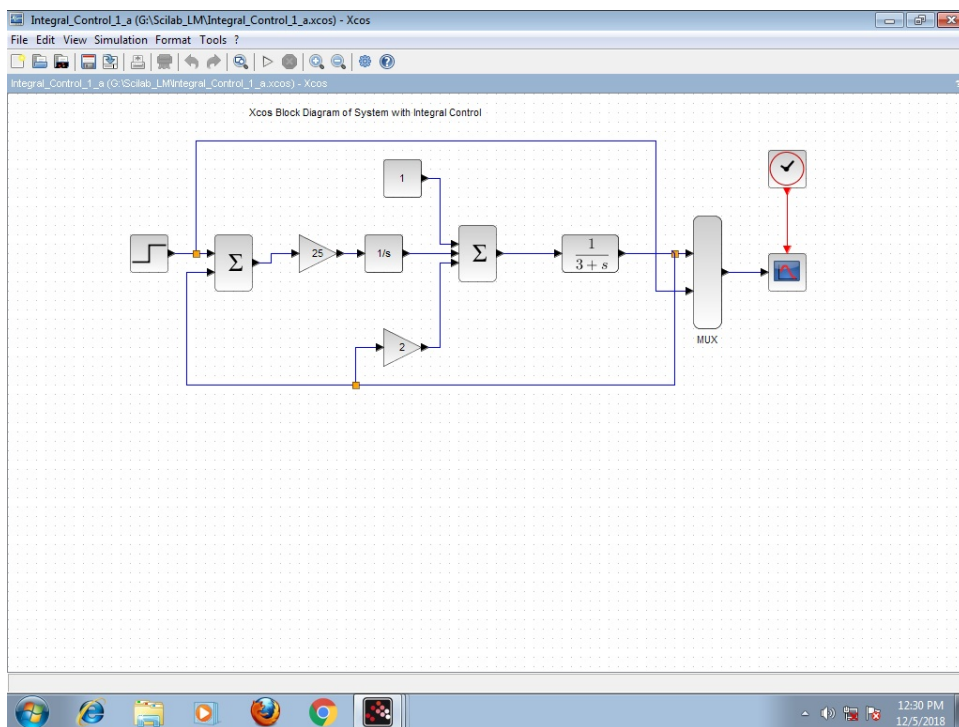 Integral_Control_1_a (G:\Scilab_LM\Integral_Control_1_a.xcos) - Xcos
File Edit View Simulation Format Tools ?
Integral_Control_1_a (G:\Scilab_LM\Integral_Control_1_a.xcos) - Xcos
Xcos Block Diagram of System with Integral Control
1
Σ
25
1/s
Σ
1
3 + s
2
MUX
12:30 PM
12/5/2018